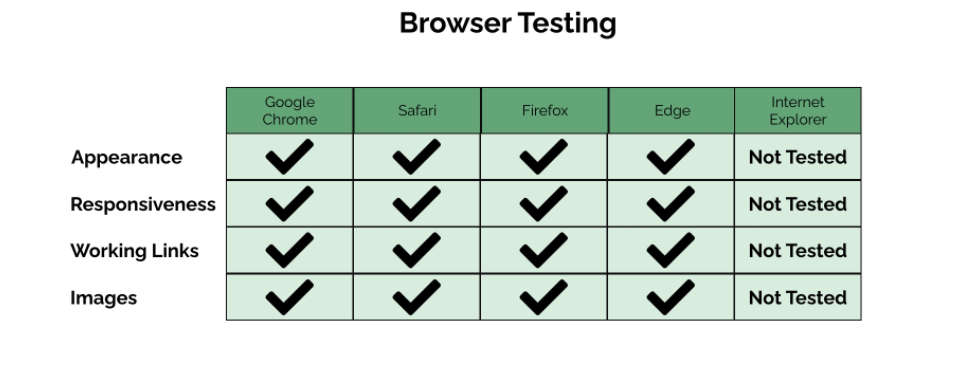 Browser Testing
Google
Chrome
Safari
Firefox
Edge
Internet
Explorer
Appearance
Not Tested
Responsiveness
Not Tested
Working Links
Not Tested
Images
Not Tested